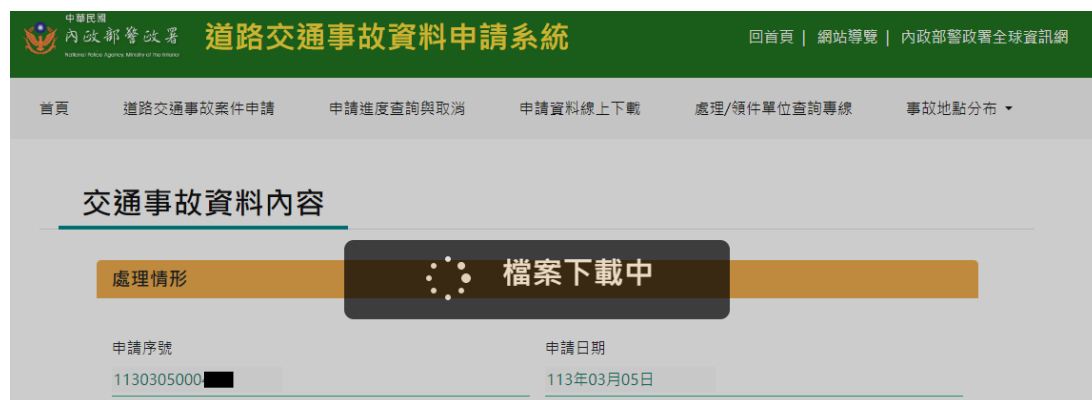 中華民國
內政部警政署
National Police Agency, Ministry of the Interior
道路交通事故資料申請系統
回首頁 | 網站導覽 | 內政部警政署全球資訊網
首頁 道路交通事故案件申請 申請進度查詢與取消 申請資料線上下載 處理/領件單位查詢專線 事故地點分布
交通事故資料內容
檔案下載中
處理情形
申請序號 申請日期
1130305000 113年03月05日